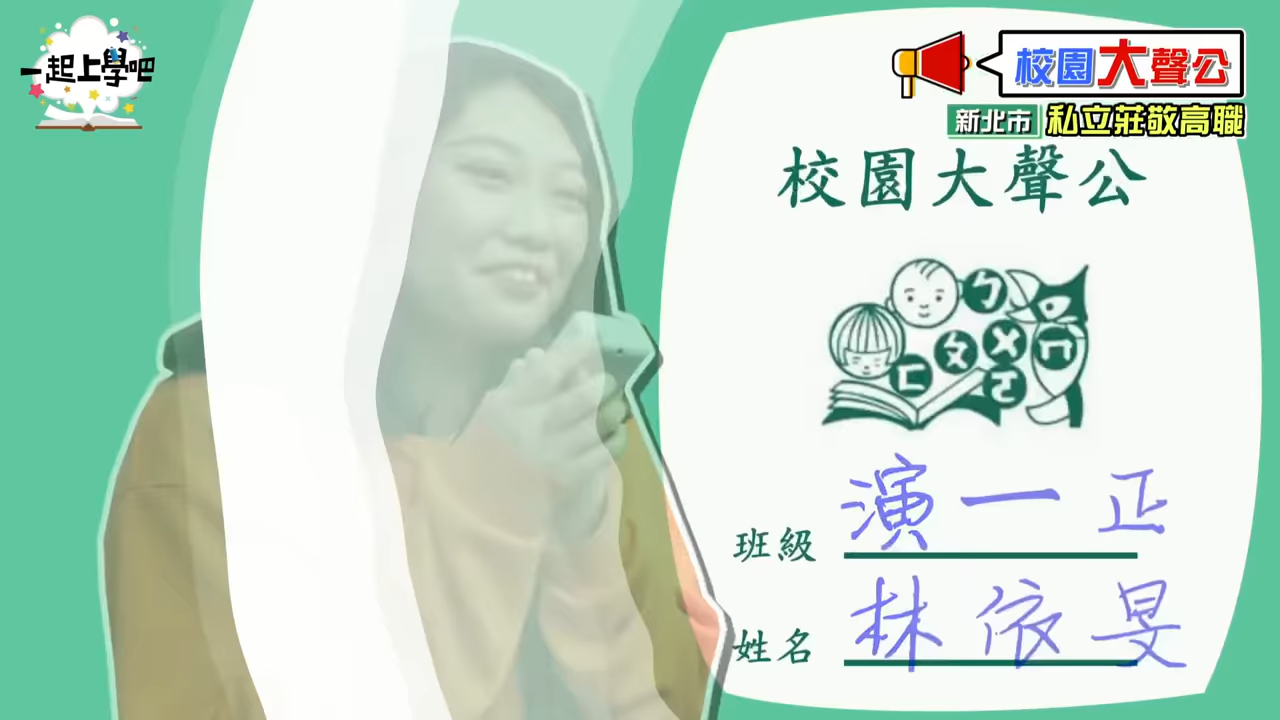 一起上學吧
校園大聲公
新北市 私立莊敬高職
校園大聲公
ㄅ
ㄆ
ㄨ
ㄇ
ㄈ
ㄛ
班級 演一正
姓名 林依旻